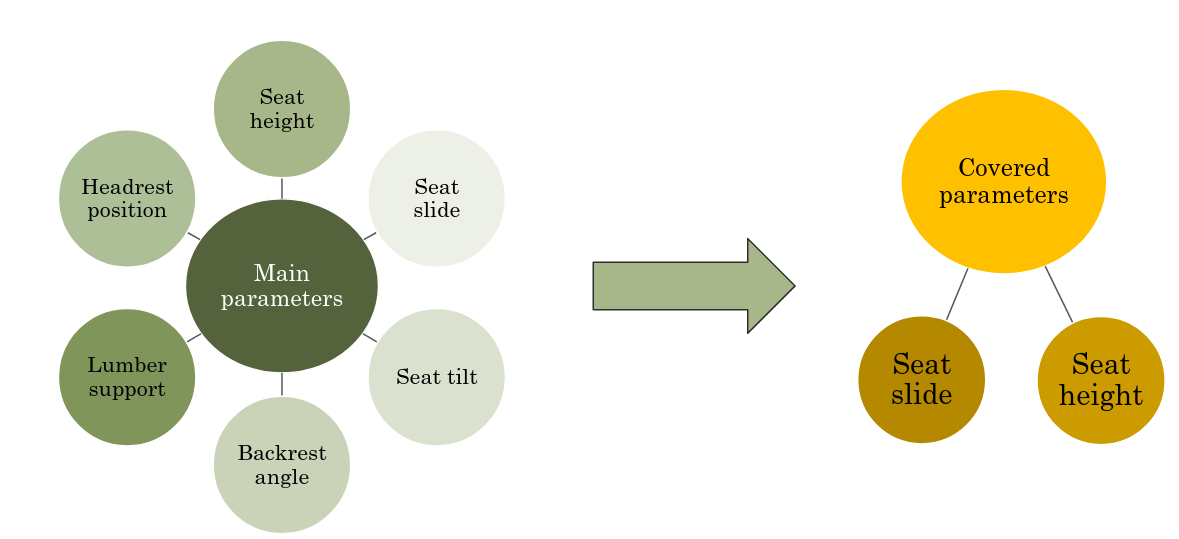 Seat
height
Headrest
position
Seat
slide
Main
parameters
Lumber
support
Seat tilt
Backrest
angle
Covered
parameters
Seat
slide
Seat
height